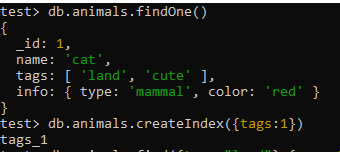 test> db.animals.findOne()
{
  _id: 1,
  name: 'cat',
  tags: [ 'land', 'cute' ],
  info: { type: 'mammal', color: 'red' }
}
test> db.animals.createIndex({tags:1})
tags_1